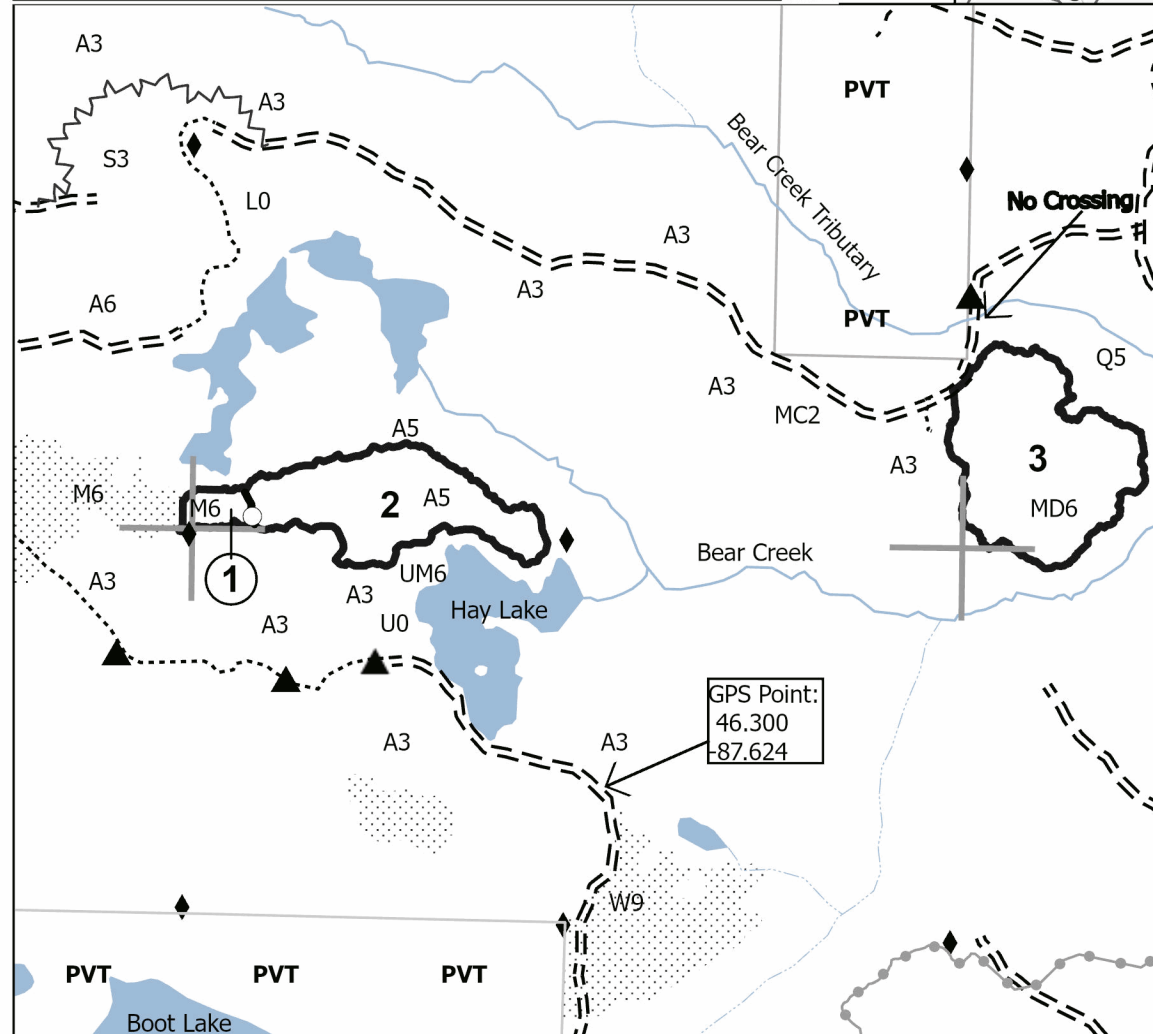 A3
PVT
A3
Bear Creek Tributary
S3
L0
No Crossing
A3
A3
A6
PVT
Q5
A3
MC2
A5
3
A3
M6
A5
2
M6
MD6
Bear Creek
UM6
1
A3
A3
Hay Lake
A3
U0
GPS Point:
46.300
-87.624
A3
A3
W9
PVT
PVT
PVT
Boot Lake